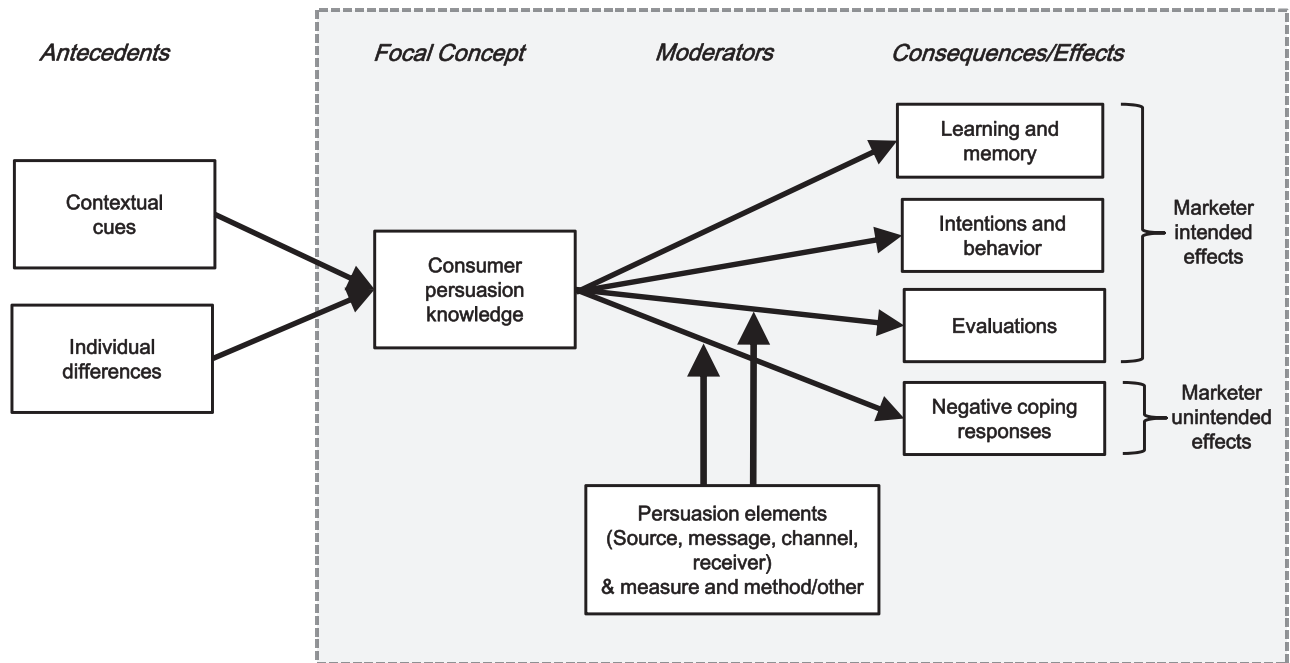 Antecedents
Focal Concept
Moderators
Consequences/Effects
Contextual
cues
Individual
differences
Consumer
persuasion
knowledge
Persuasion elements
(Source, message, channel,
receiver)
& measure and method/other
Learning and
memory
Intentions and
behavior
Evaluations
Negative coping
responses
Marketer
intended
effects
Marketer
unintended
effects